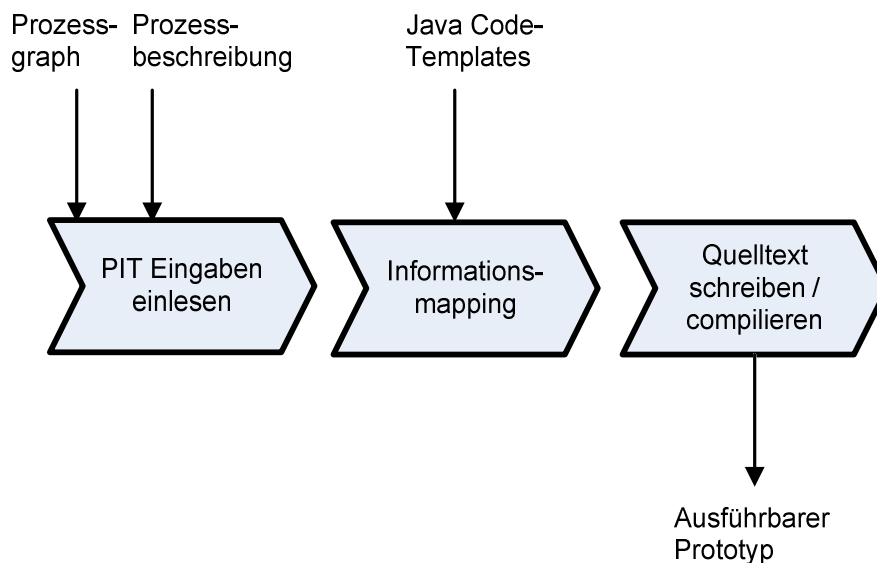 Prozess-
graph
Prozess-
beschreibung
Java Code-
Templates
PIT Eingaben
einlesen
Informations-
mapping
Quelltext
schreiben /
compilieren
Ausführbarer
Prototyp